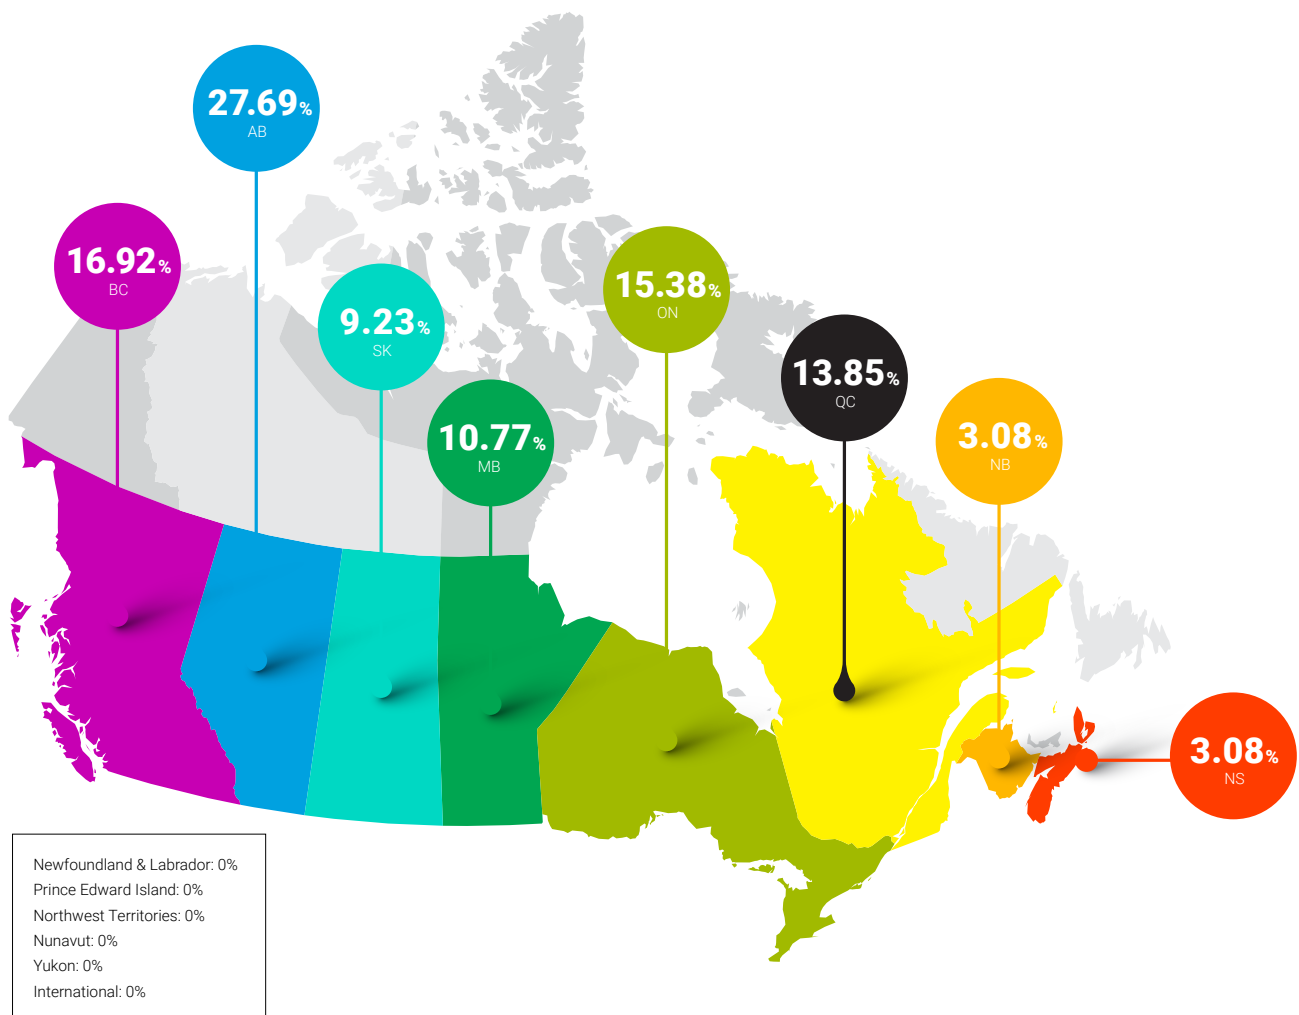 27.69%
AB
16.92%
BC
9.23%
SK
15.38%
ON
13.85%
QC
10.77%
MB
3.08%
NB
3.08%
NS
Newfoundland & Labrador: 0%
Prince Edward Island: 0%
Northwest Territories: 0%
Nunavut: 0%
Yukon: 0%
International: 0%